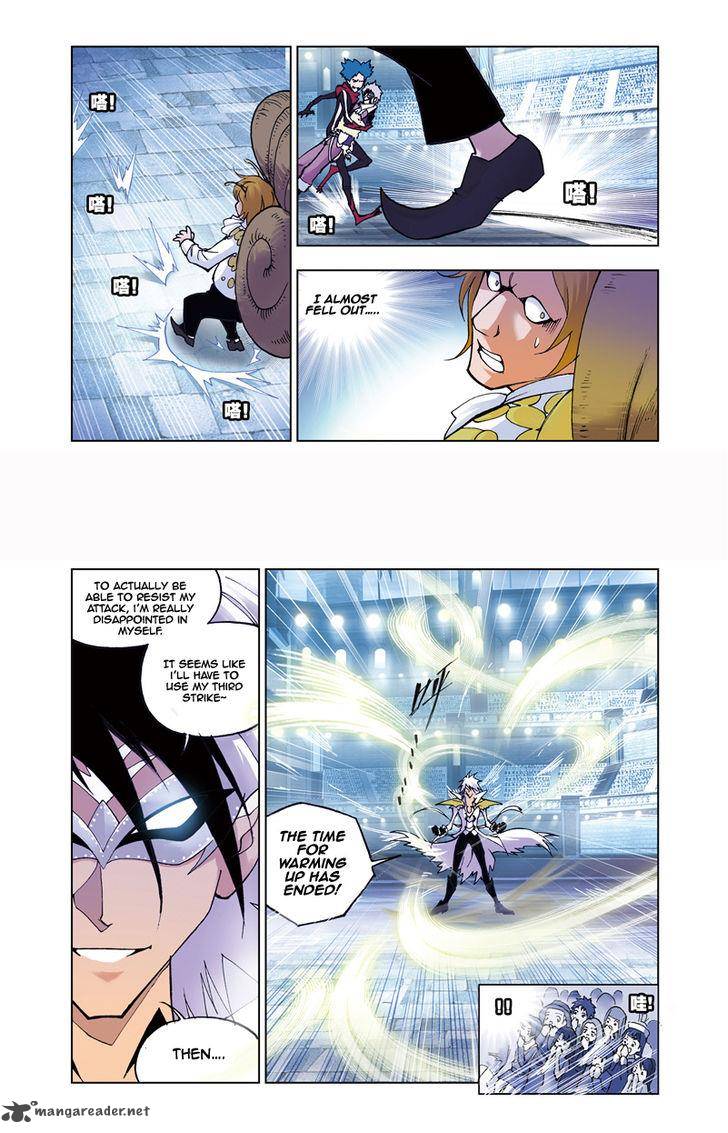 嗒!
嗒!
嗒!
嗒!
嗒!
嗒!
I ALMOST
FELL OUT.....
TO ACTUALLY BE
ABLE TO RESIST MY
ATTACK, I'M REALLY
DISAPPOINTED IN
MYSELF.
IT SEEMS LIKE
I'LL HAVE TO
USE MY THIRD
STRIKE~
THEN....
THE TIME
FOR
WARMING
UP HAS
ENDED!
!!
哇!
mangareader.net